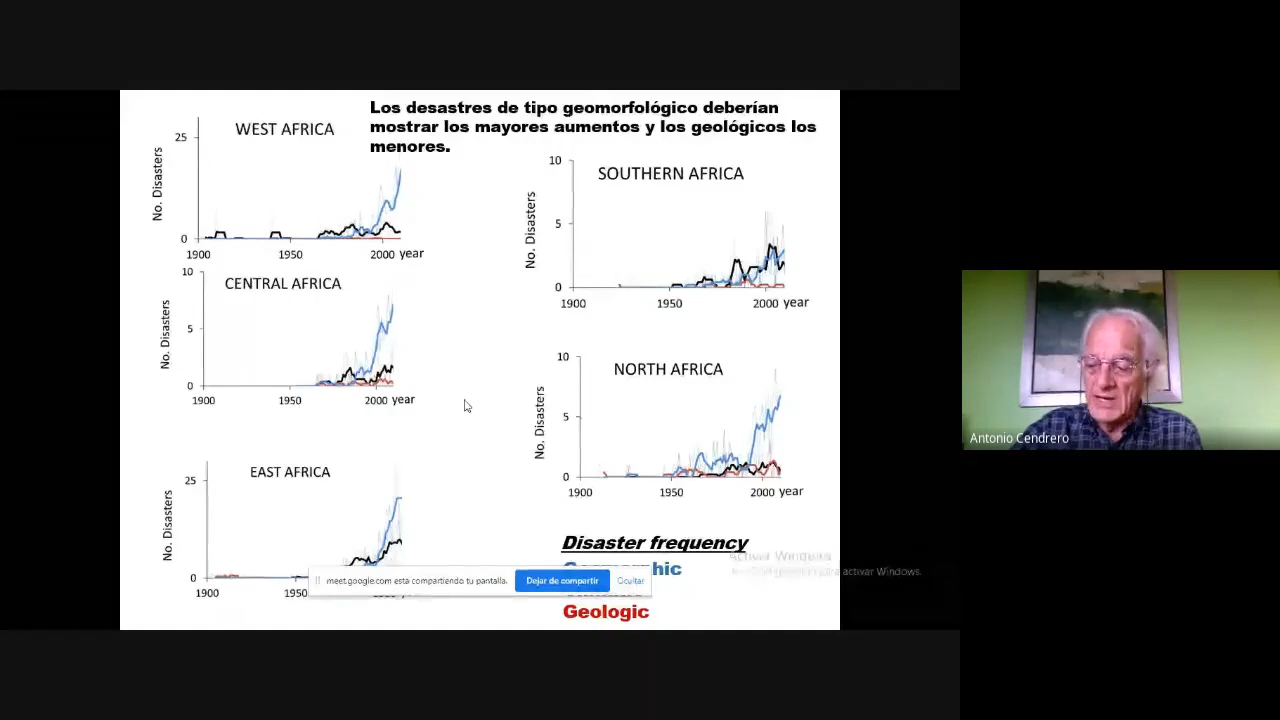 Los desastres de tipo geomorfológico deberían
mostrar los mayores aumentos y los geológicos los
menores.
WEST AFRICA
No. Disasters
25
0
1900
1950
2000 year
SOUTHERN AFRICA
No. Disasters
10
5
0
1900
1950
2000 year
CENTRAL AFRICA
No. Disasters
10
5
0
1900
1950
2000 year
NORTH AFRICA
No. Disasters
10
5
0
1900
1950
2000 year
EAST AFRICA
No. Disasters
25
0
1900
1950
Disaster frequency
Geologic
meet.google.com está compartiendo tu pantalla.
Dejar de compartir
Ocultar
Activar Windows
activar Windows.
Antonio Cendrero